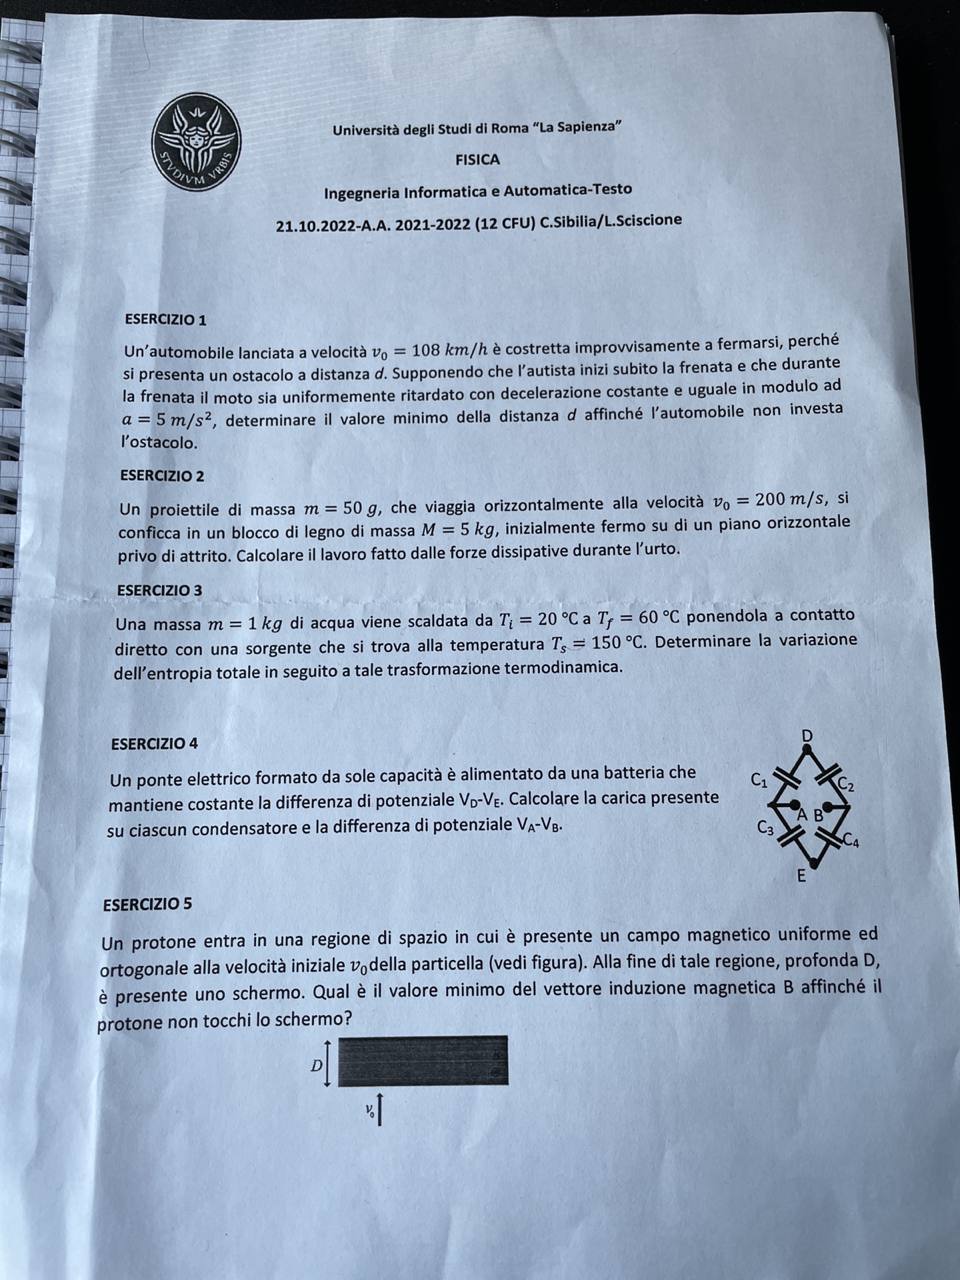 STVDIVM VRBIS
Università degli Studi di Roma “La Sapienza”
FISICA
Ingegneria Informatica e Automatica-Testo
21.10.2022-A.A. 2021-2022 (12 CFU) C.Sibilia/L.Sciscione
ESERCIZIO 1
Un’automobile lanciata a velocità v₀ = 108 km/h è costretta improvvisamente a fermarsi, perché
si presenta un ostacolo a distanza d. Supponendo che l’autista inizi subito la frenata e che durante
la frenata il moto sia uniformemente ritardato con decelerazione costante e uguale in modulo ad
a = 5 m/s², determinare il valore minimo della distanza d affinché l’automobile non investa
l’ostacolo.
ESERCIZIO 2
Un proiettile di massa m = 50 g, che viaggia orizzontalmente alla velocità v₀ = 200 m/s, si
conficca in un blocco di legno di massa M = 5 kg, inizialmente fermo su di un piano orizzontale
privo di attrito. Calcolare il lavoro fatto dalle forze dissipative durante l’urto.
ESERCIZIO 3
Una massa m = 1 kg di acqua viene scaldata da Tᵢ = 20 °C a T_f = 60 °C ponendola a contatto
diretto con una sorgente che si trova alla temperatura Tₛ = 150 °C. Determinare la variazione
dell’entropia totale in seguito a tale trasformazione termodinamica.
ESERCIZIO 4
Un ponte elettrico formato da sole capacità è alimentato da una batteria che
mantiene costante la differenza di potenziale V_D-V_E. Calcolare la carica presente
su ciascun condensatore e la differenza di potenziale V_A-V_B.
D
C₁
C₂
A B
C₃
C₄
E
ESERCIZIO 5
Un protone entra in una regione di spazio in cui è presente un campo magnetico uniforme ed
ortogonale alla velocità iniziale v₀della particella (vedi figura). Alla fine di tale regione, profonda D,
è presente uno schermo. Qual è il valore minimo del vettore induzione magnetica B affinché il
protone non tocchi lo schermo?
D
v₀